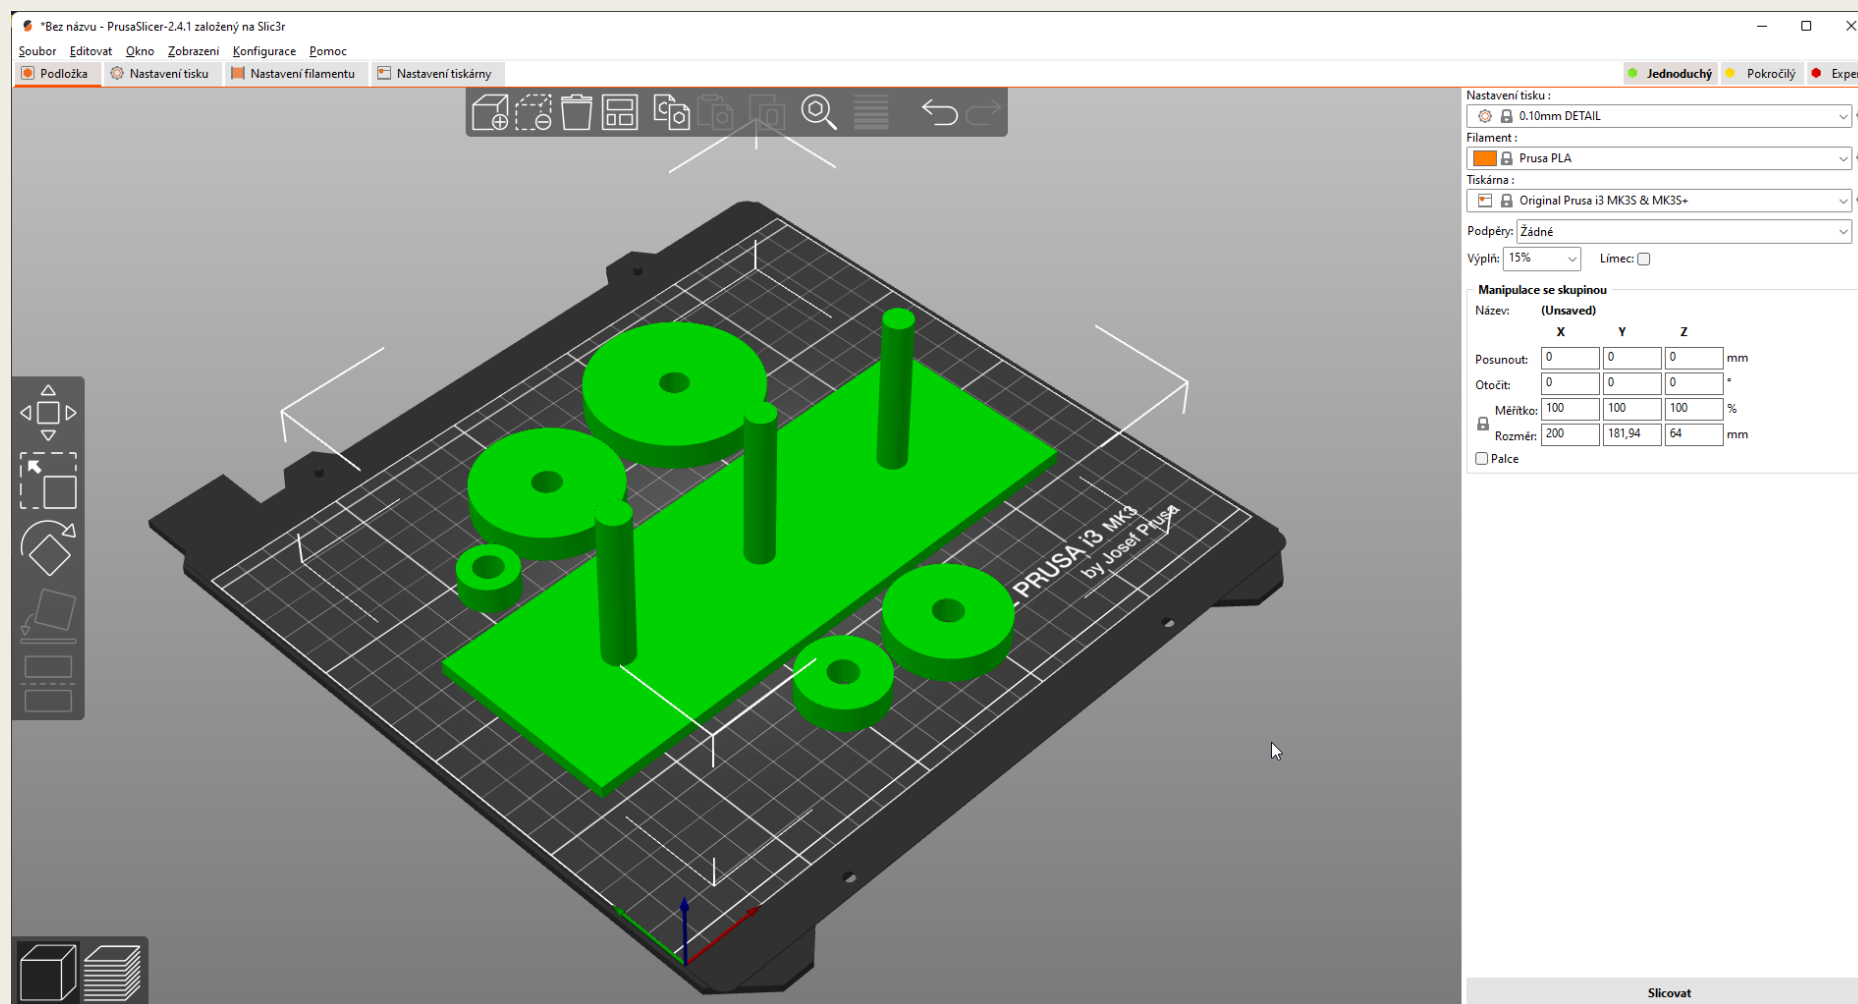 *Bez názvu - PrusaSlicer-2.4.1 založený na Slic3r
Soubor Editovat Okno Zobrazení Konfigurace Pomoc
Podložka Nastavení tisku Nastavení filamentu Nastavení tiskárny Jednoduchý Pokročilý Exper
Nastavení tisku :
0.10mm DETAIL
Filament :
Prusa PLA
Tiskárna :
Original Prusa i3 MK3S & MK3S+
Podpěry: Žádné
Výplň: 15% Límec:
Manipulace se skupinou
Název: (Unsaved)
X Y Z
Posunout: 0 0 0 mm
Otočit: 0 0 0 °
Měřítko: 100 100 100 %
Rozměr: 200 181,94 64 mm
Palce
PRUSA i3 MK3
by Josef Prusa
Slicovat